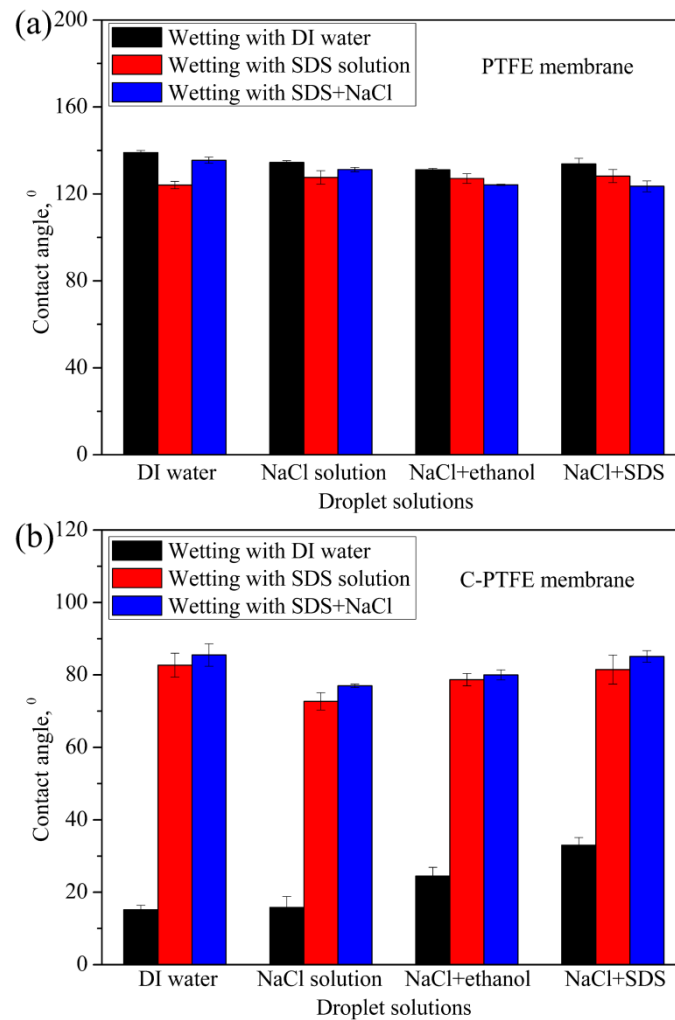 (a)
200
160
120
80
40
0
Contact angle, °
Wetting with DI water
Wetting with SDS solution
Wetting with SDS+NaCl
PTFE membrane
DI water NaCl solution NaCl+ethanol NaCl+SDS
Droplet solutions
(b)
120
100
80
60
40
20
0
Contact angle, °
Wetting with DI water
Wetting with SDS solution
Wetting with SDS+NaCl
C-PTFE membrane
DI water NaCl solution NaCl+ethanol NaCl+SDS
Droplet solutions